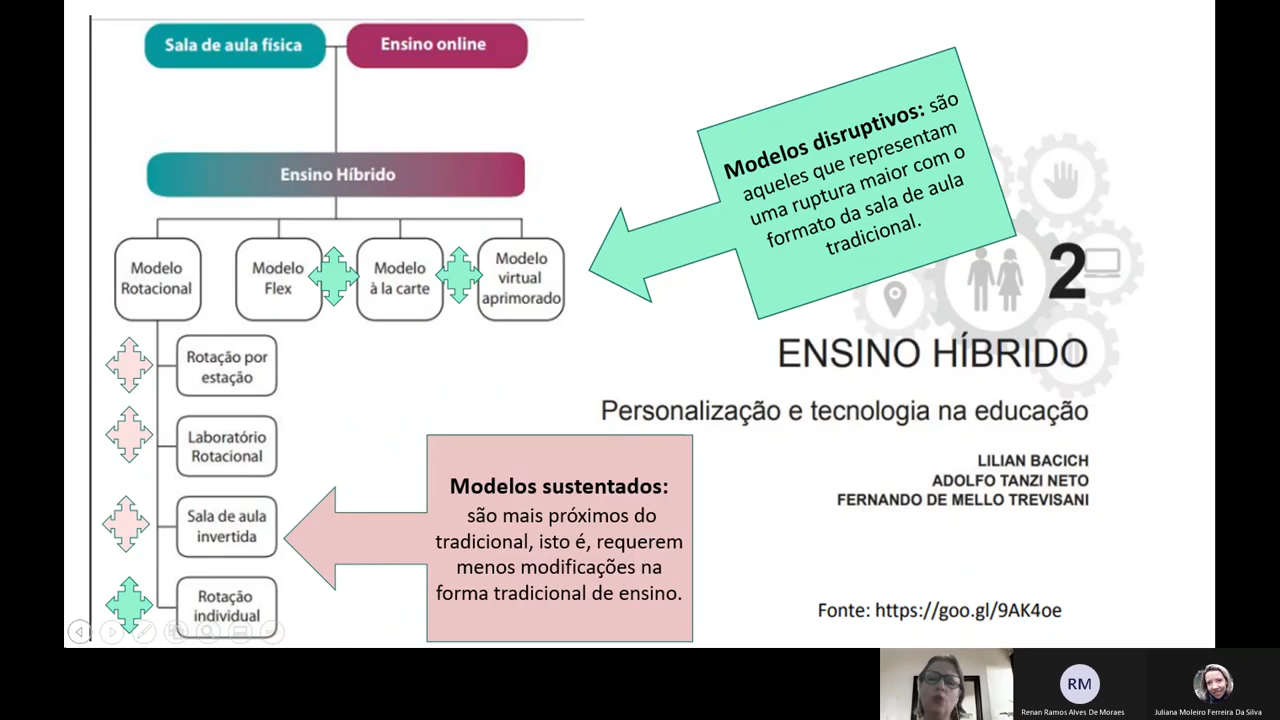 Sala de aula física
Ensino online
Ensino Híbrido
Modelo
Rotacional
Modelo
Flex
Modelo
à la carte
Modelo
virtual
aprimorado
Rotação por
estação
Laboratório
Rotacional
Sala de aula
invertida
Rotação
individual
Modelos disruptivos: são
aqueles que representam
uma ruptura maior com o
formato da sala de aula
tradicional.
2
ENSINO HÍBRIDO
Personalização e tecnologia na educação
LILIAN BACICH
ADOLFO TANZI NETO
FERNANDO DE MELLO TREVISANI
Modelos sustentados:
são mais próximos do
tradicional, isto é, requerem
menos modificações na
forma tradicional de ensino.
Fonte: https://goo.gl/9AK4oe
RM
Renan Ramos Alves De Moraes
Juliana Moleiro Ferreira Da Silva